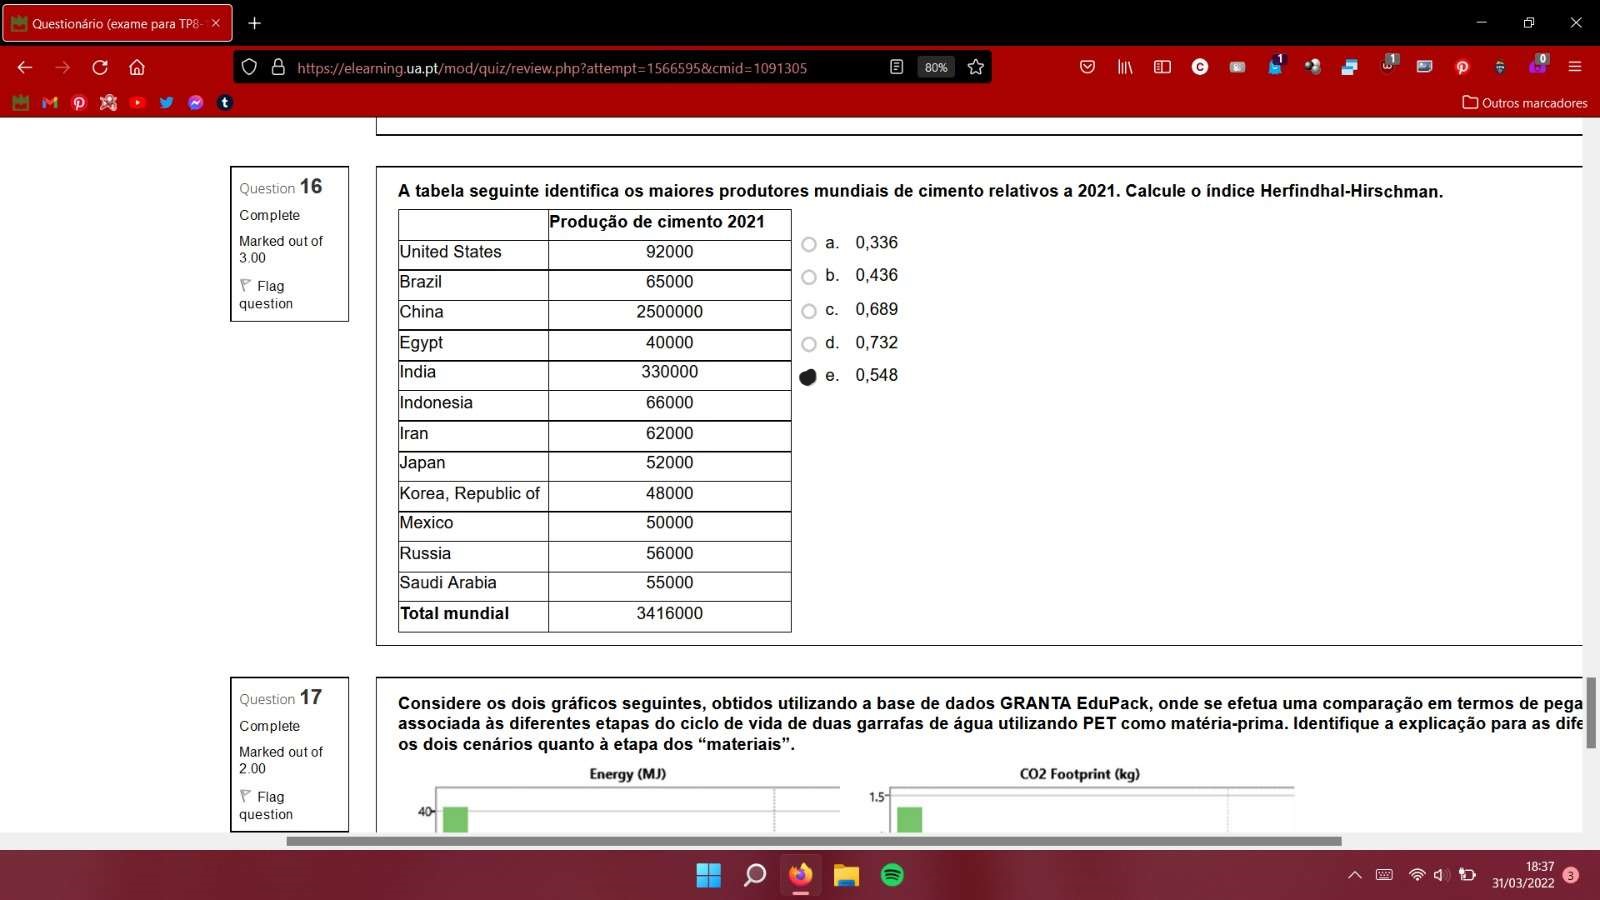 Questionário (exame para TP8-
https://elearning.ua.pt/mod/quiz/review.php?attempt=1566595&cmid=1091305
80%
1
1
0
Outros marcadores
Question 16
Complete
Marked out of
3.00
Flag
question
A tabela seguinte identifica os maiores produtores mundiais de cimento relativos a 2021. Calcule o índice Herfindhal-Hirschman.
Produção de cimento 2021
United States 92000
Brazil 65000
China 2500000
Egypt 40000
India 330000
Indonesia 66000
Iran 62000
Japan 52000
Korea, Republic of 48000
Mexico 50000
Russia 56000
Saudi Arabia 55000
Total mundial 3416000
a. 0,336
b. 0,436
c. 0,689
d. 0,732
e. 0,548
Question 17
Complete
Marked out of
2.00
Flag
question
Considere os dois gráficos seguintes, obtidos utilizando a base de dados GRANTA EduPack, onde se efetua uma comparação em termos de pega
associada às diferentes etapas do ciclo de vida de duas garrafas de água utilizando PET como matéria-prima. Identifique a explicação para as dife
os dois cenários quanto à etapa dos “materiais”.
Energy (MJ)
40
CO2 Footprint (kg)
1.5
18:37
31/03/2022
3